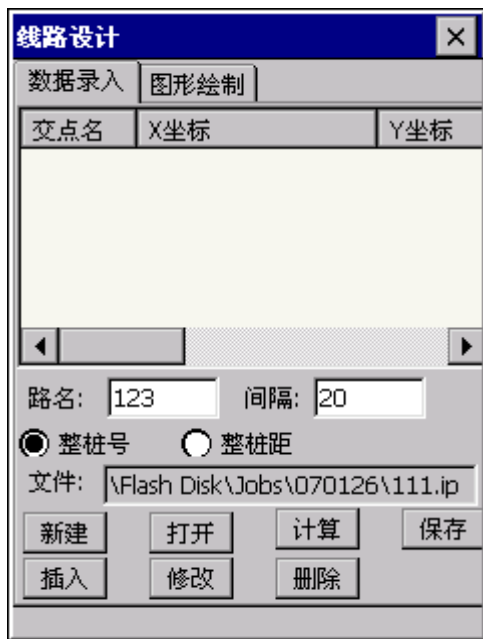 线路设计
数据录入 图形绘制
交点名 X坐标 Y坐标
路名: 123 间隔: 20
整桩号 整桩距
文件: \Flash Disk\Jobs\070126\111.ip
新建 打开 计算 保存
插入 修改 册除